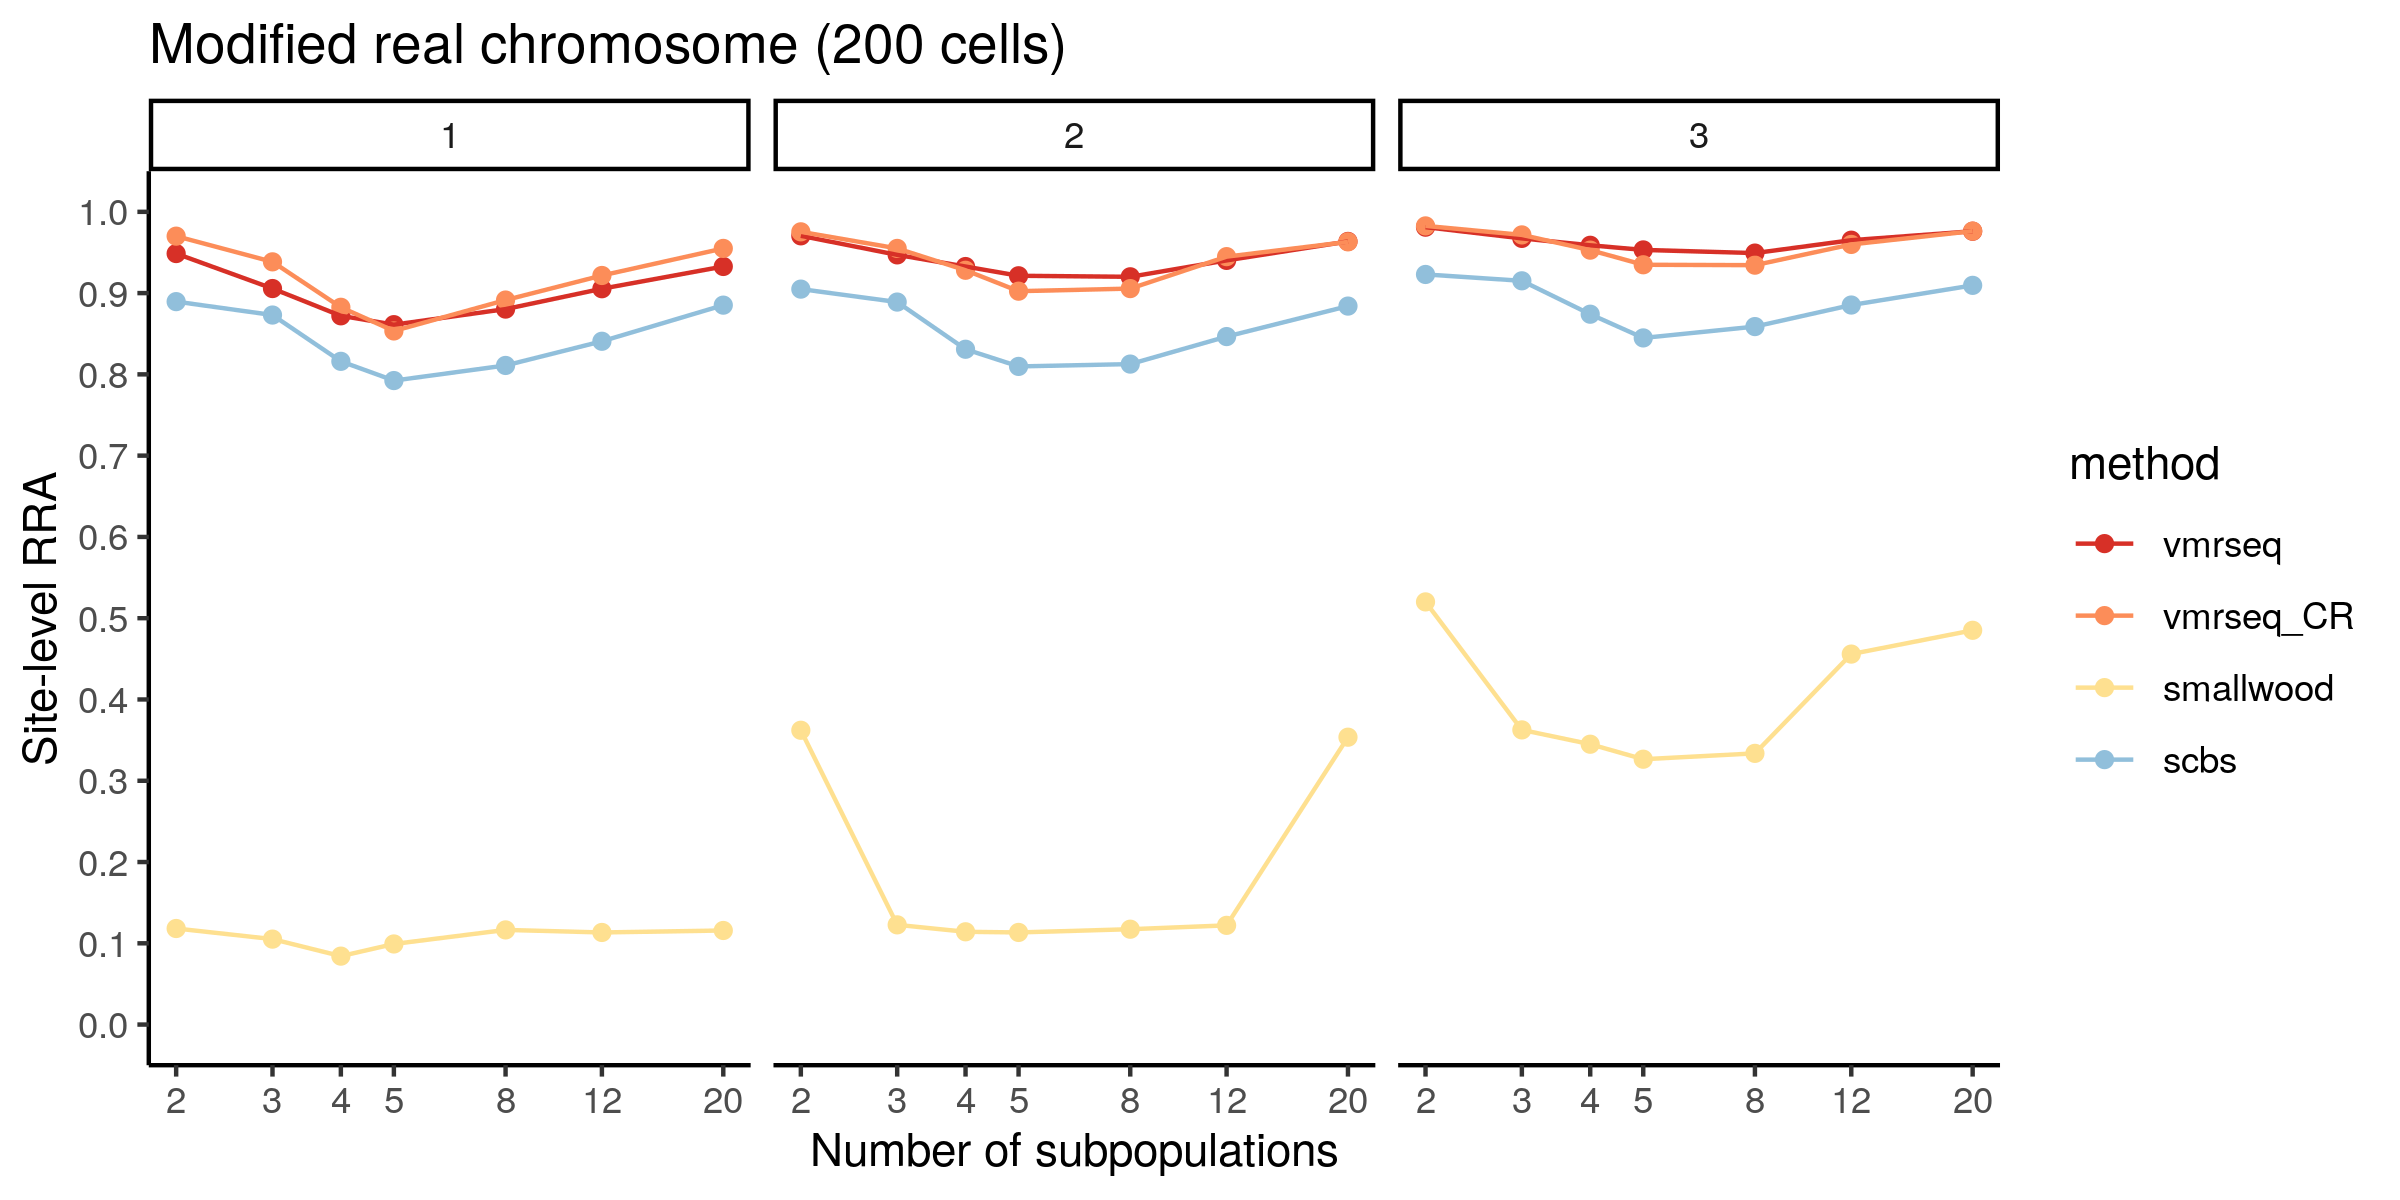 Modified real chromosome (200 cells)
1 2 3
1.0
0.9
0.8
0.7
0.6
0.5
0.4
0.3
0.2
0.1
0.0
Site-level RRA
2 3 4 5 8 12 20 2 3 4 5 8 12 20 2 3 4 5 8 12 20
Number of subpopulations
method
vmrseq
vmrseq_CR
smallwood
scbs